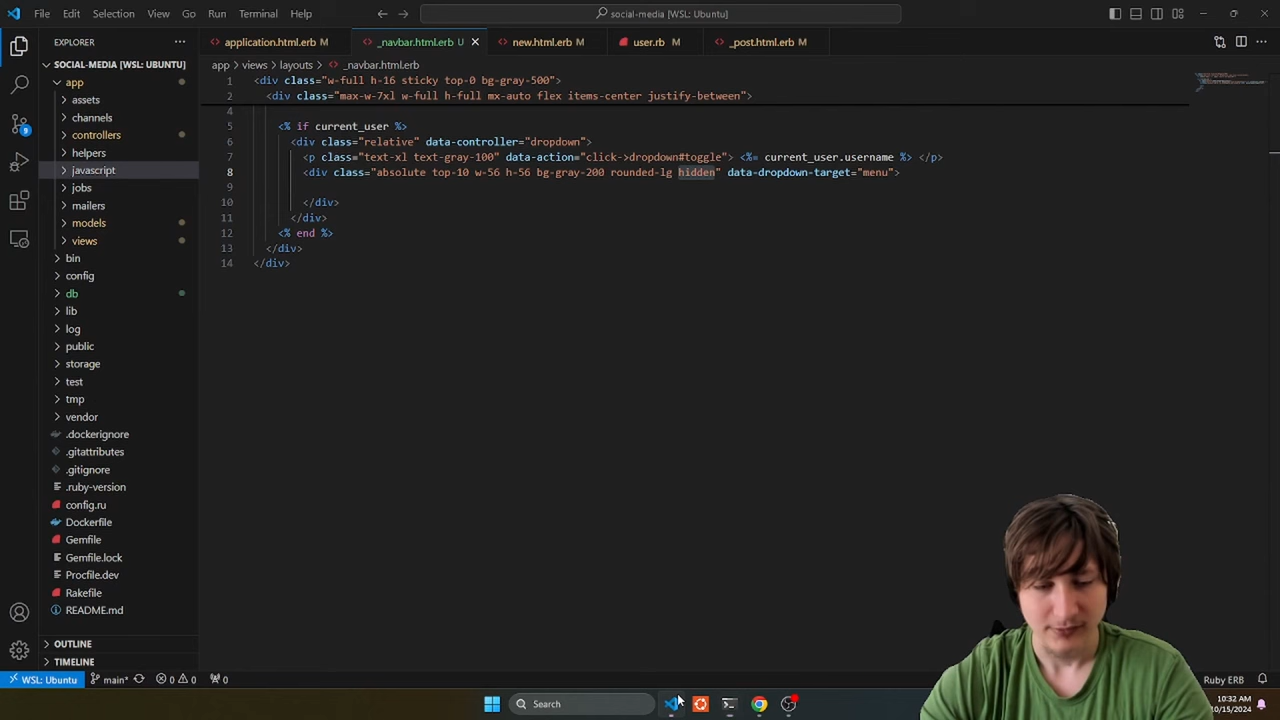 File Edit Selection View Go Run Terminal Help
social-media [WSL: Ubuntu]
EXPLORER
application.html.erb M
_navbar.html.erb U
new.html.erb M
user.rb M
_post.html.erb M
SOCIAL-MEDIA [WSL: UBUNTU]
app
assets
channels
controllers
helpers
javascript
jobs
mailers
models
views
bin
config
db
lib
log
public
storage
test
tmp
vendor
.dockerignore
.gitattributes
.gitignore
.ruby-version
config.ru
Dockerfile
Gemfile
Gemfile.lock
Procfile.dev
Rakefile
README.md
OUTLINE
TIMELINE
app > views > layouts > _navbar.html.erb
1 <div class="w-full h-16 sticky top-0 bg-gray-500">
2 <div class="max-w-7xl w-full h-full mx-auto flex items-center justify-between">
4
5 <% if current_user %>
6 <div class="relative" data-controller="dropdown">
7 <p class="text-xl text-gray-100" data-action="click->dropdown#toggle"> <%= current_user.username %> </p>
8 <div class="absolute top-10 w-56 h-56 bg-gray-200 rounded-lg hidden" data-dropdown-target="menu">
9
10 </div>
11 </div>
12 <% end %>
13 </div>
14 </div>
WSL: Ubuntu main* 0 0 0 Ruby ERB
9
Search
10:32 AM
10/15/2024